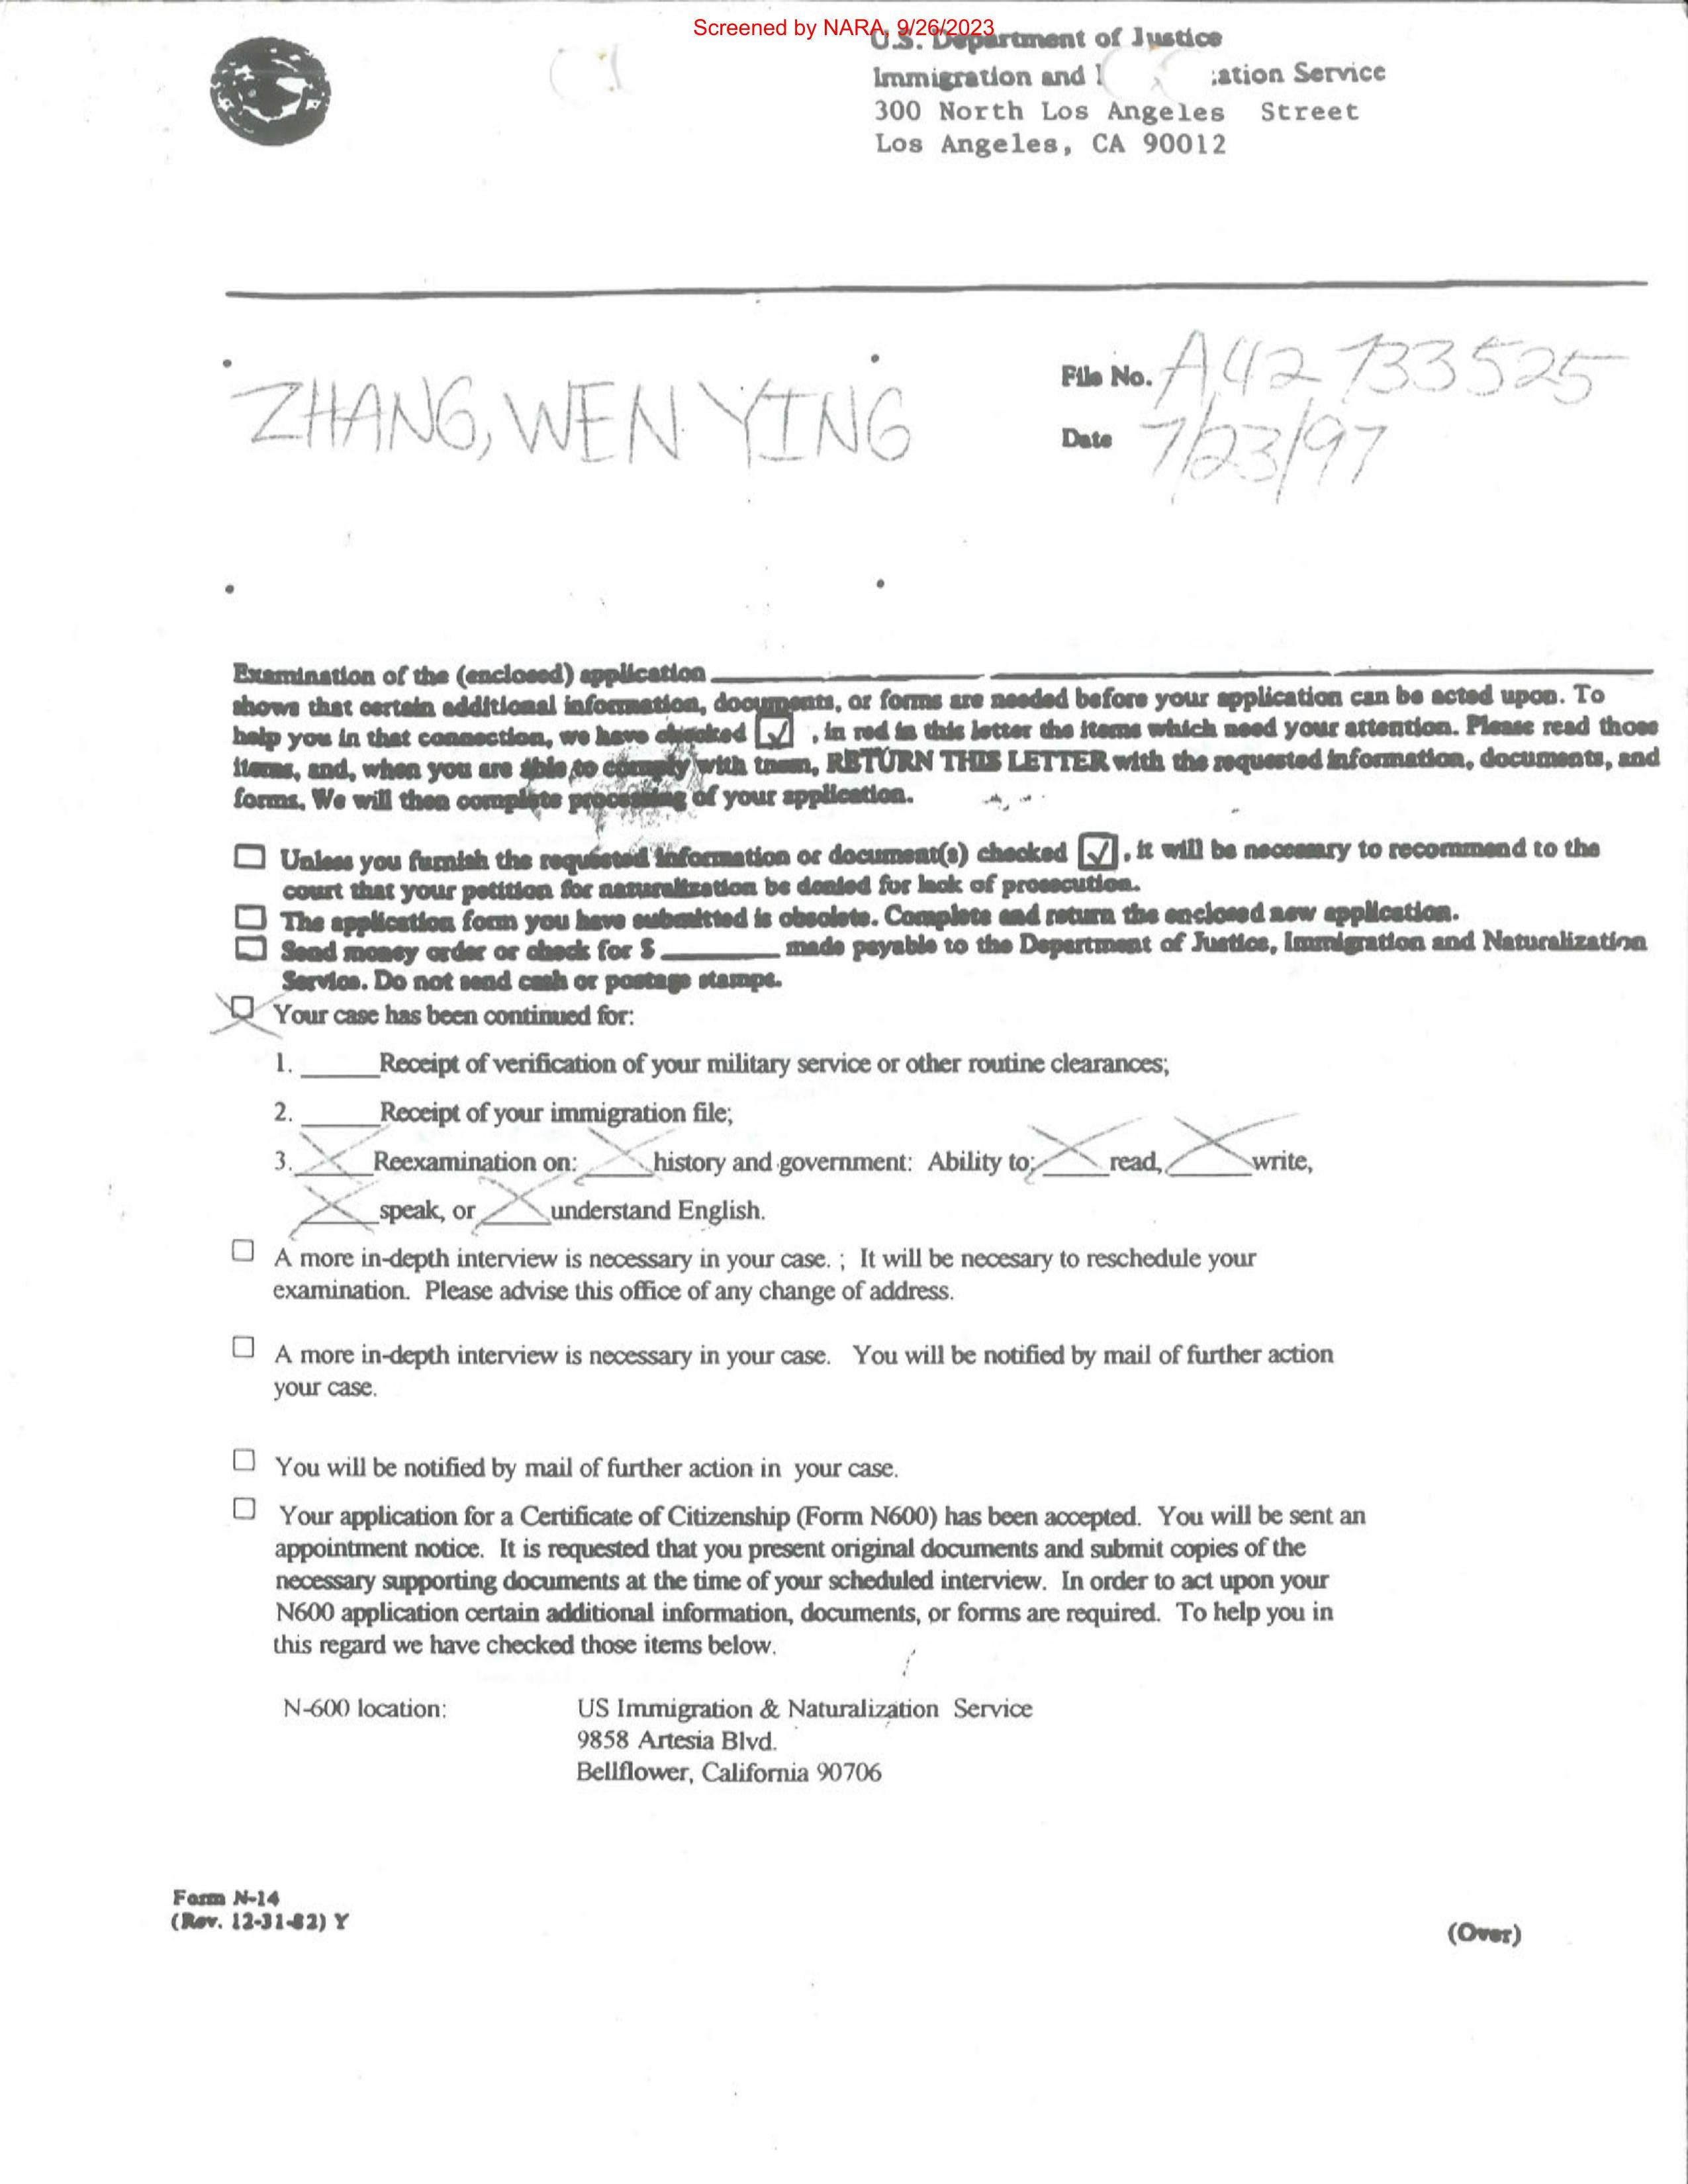 Screened by NARA, 9/26/2023
U.S. Department of Justice
Immigration and ation Service
300 North Los Angeles Street
Los Angeles, CA 90012
ZHANG, WEN YING
File No. A42 733525
Date 7/23/97
Examination of the (enclosed) application
shows that certain additional information, documents, or forms are needed before your application can be acted upon. To
help you in that connection, we have checked ☑, in red in this letter the items which need your attention. Please read those
items, and, when you are able to comply with them, RETURN THIS LETTER with the requested information, documents, and
forms. We will then complete processing of your application.
☐ Unless you furnish the requested information or document(s) checked ☑, it will be necessary to recommend to the
court that your petition for naturalization be denied for lack of prosecution.
☐ The application form you have submitted is obsolete. Complete and return the enclosed new application.
☐ Send money order or check for $ ______ made payable to the Department of Justice, Immigration and Naturalization
Service. Do not send cash or postage stamps.
☒ Your case has been continued for:
1. ______Receipt of verification of your military service or other routine clearances;
2. ______Receipt of your immigration file;
3. X Reexamination on: X history and government: Ability to: X read, X write,
X speak, or X understand English.
☐ A more in-depth interview is necessary in your case. ; It will be necesary to reschedule your
examination. Please advise this office of any change of address.
☐ A more in-depth interview is necessary in your case. You will be notified by mail of further action
your case.
☐ You will be notified by mail of further action in your case.
☐ Your application for a Certificate of Citizenship (Form N600) has been accepted. You will be sent an
appointment notice. It is requested that you present original documents and submit copies of the
necessary supporting documents at the time of your scheduled interview. In order to act upon your
N600 application certain additional information, documents, or forms are required. To help you in
this regard we have checked those items below.
N-600 location: US Immigration & Naturalization Service
9858 Artesia Blvd.
Bellflower, California 90706
Form N-14
(Rev. 12-31-82) Y
(Over)